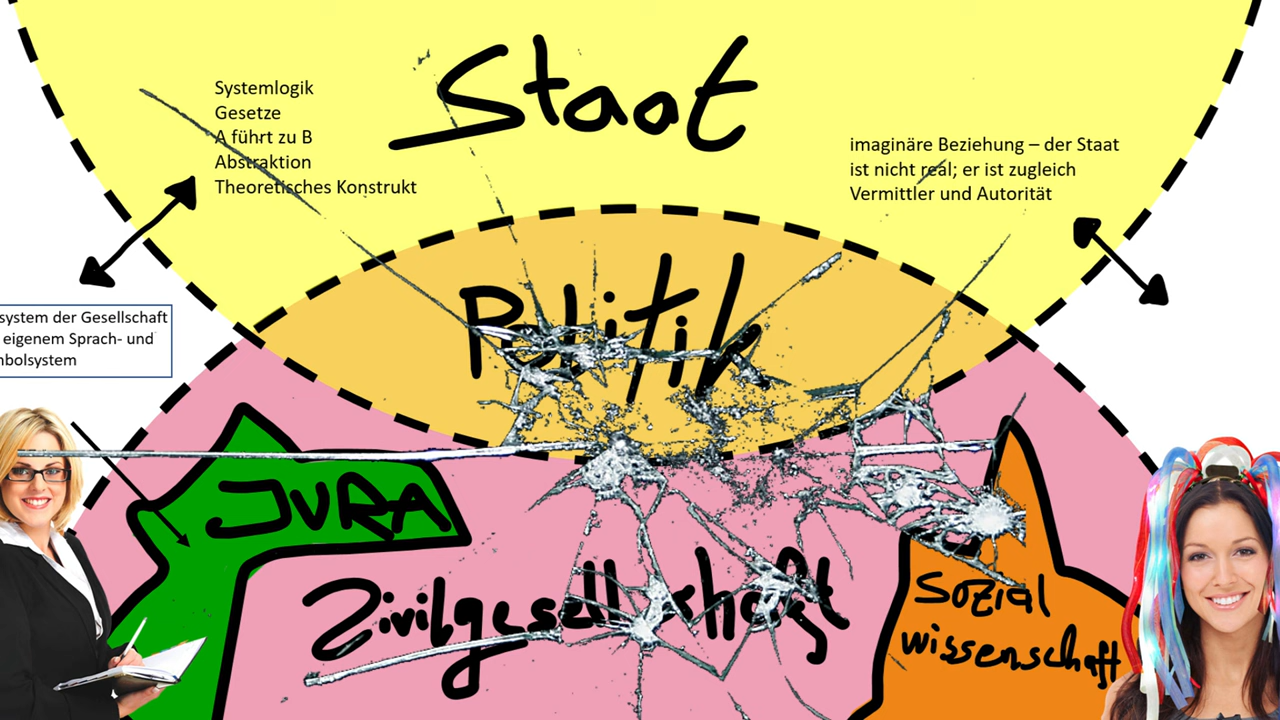 Staat
Systemlogik
Gesetze
A führt zu B
Abstraktion
Theoretisches Konstrukt
imaginäre Beziehung – der Staat
ist nicht real; er ist zugleich
Vermittler und Autorität
Politik
system der Gesellschaft
eigenem Sprach- und
mbolsystem
JURA
Zivilgesellschaft
Sozial
wissenschaft